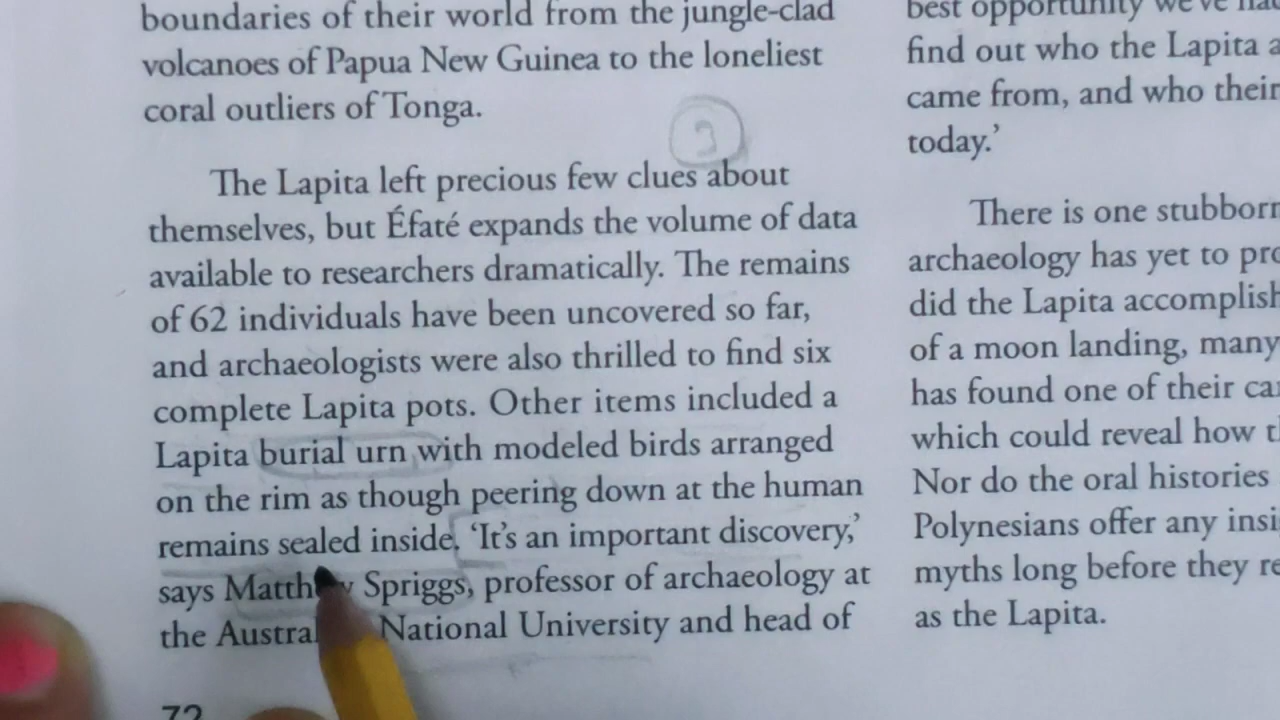 boundaries of their world from the jungle-clad
volcanoes of Papua New Guinea to the loneliest
coral outliers of Tonga.
3
The Lapita left precious few clues about
themselves, but Éfaté expands the volume of data
available to researchers dramatically. The remains
of 62 individuals have been uncovered so far,
and archaeologists were also thrilled to find six
complete Lapita pots. Other items included a
Lapita burial urn with modeled birds arranged
on the rim as though peering down at the human
remains sealed inside. ‘It’s an important discovery,’
says Spriggs, professor of archaeology at
the National University and head of
72
best opportunity we’ve had
find out who the Lapita
came from, and who their
today.’
There is one
archaeology has yet to
did the Lapita
of a moon landing, many
has found one of their
which could reveal how
Nor do the oral histories
Polynesians offer any
myths long before they
as the Lapita.